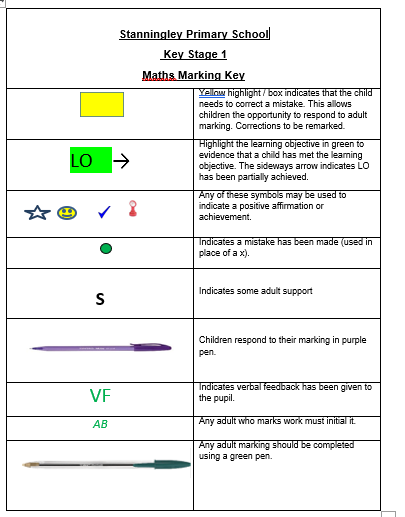 Stanningley Primary School
Key Stage 1
Maths Marking Key
Yellow highlight / box indicates that the child
needs to correct a mistake. This allows
children the opportunity to respond to adult
marking. Corrections to be remarked.
LO
Highlight the learning objective in green to
evidence that a child has met the learning
objective. The sideways arrow indicates LO
has been partially achieved.
Any of these symbols may be used to
indicate a positive affirmation or
achievement.
Indicates a mistake has been made (used in
place of a x).
S
Indicates some adult support
Children respond to their marking in purple
pen.
VF
Indicates verbal feedback has been given to
the pupil.
AB
Any adult who marks work must initial it.
Any adult marking should be completed
using a green pen.